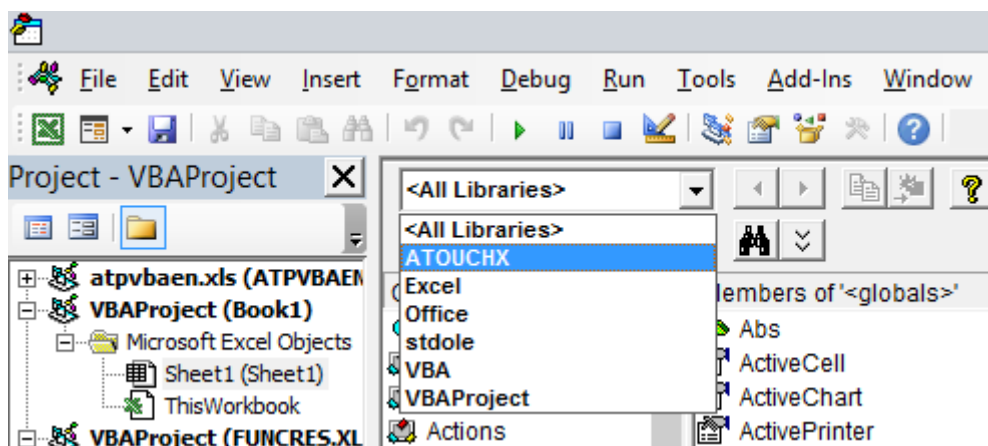 File Edit View Insert Format Debug Run Tools Add-Ins Window
Project - VBAProject
<All Libraries>
<All Libraries>
ATOUCHX
Excel
Office
stdole
VBA
VBAProject
atpvbaen.xls (ATPVBAEN
VBAProject (Book1)
Microsoft Excel Objects
Sheet1 (Sheet1)
ThisWorkbook
VBAProject (FUNCRES.XL
Members of '<globals>'
Abs
ActiveCell
ActiveChart
ActivePrinter
Actions